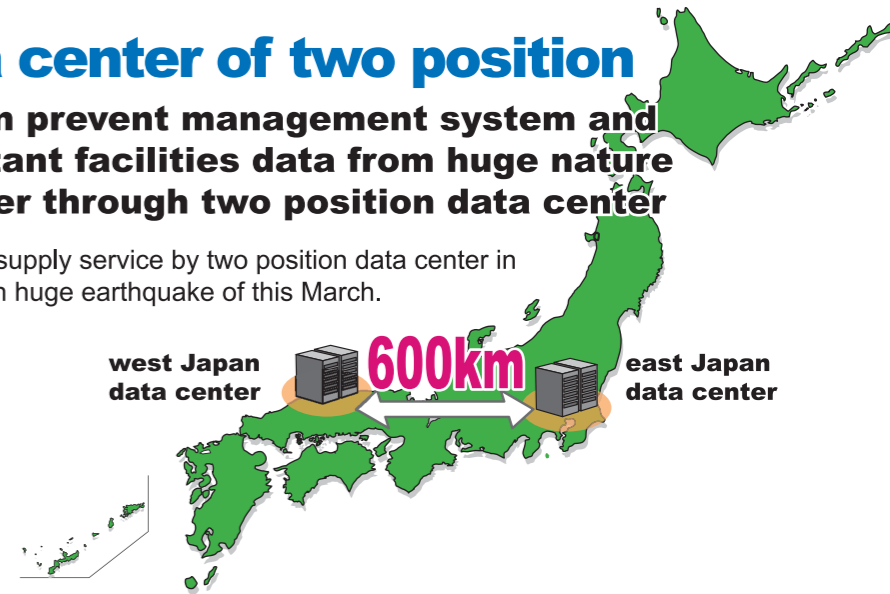 center of two position
prevent management system and
facilities data from huge nature
through two position data center
supply service by two position data center in
huge earthquake of this March.
600km
west Japan
data center
east Japan
data center